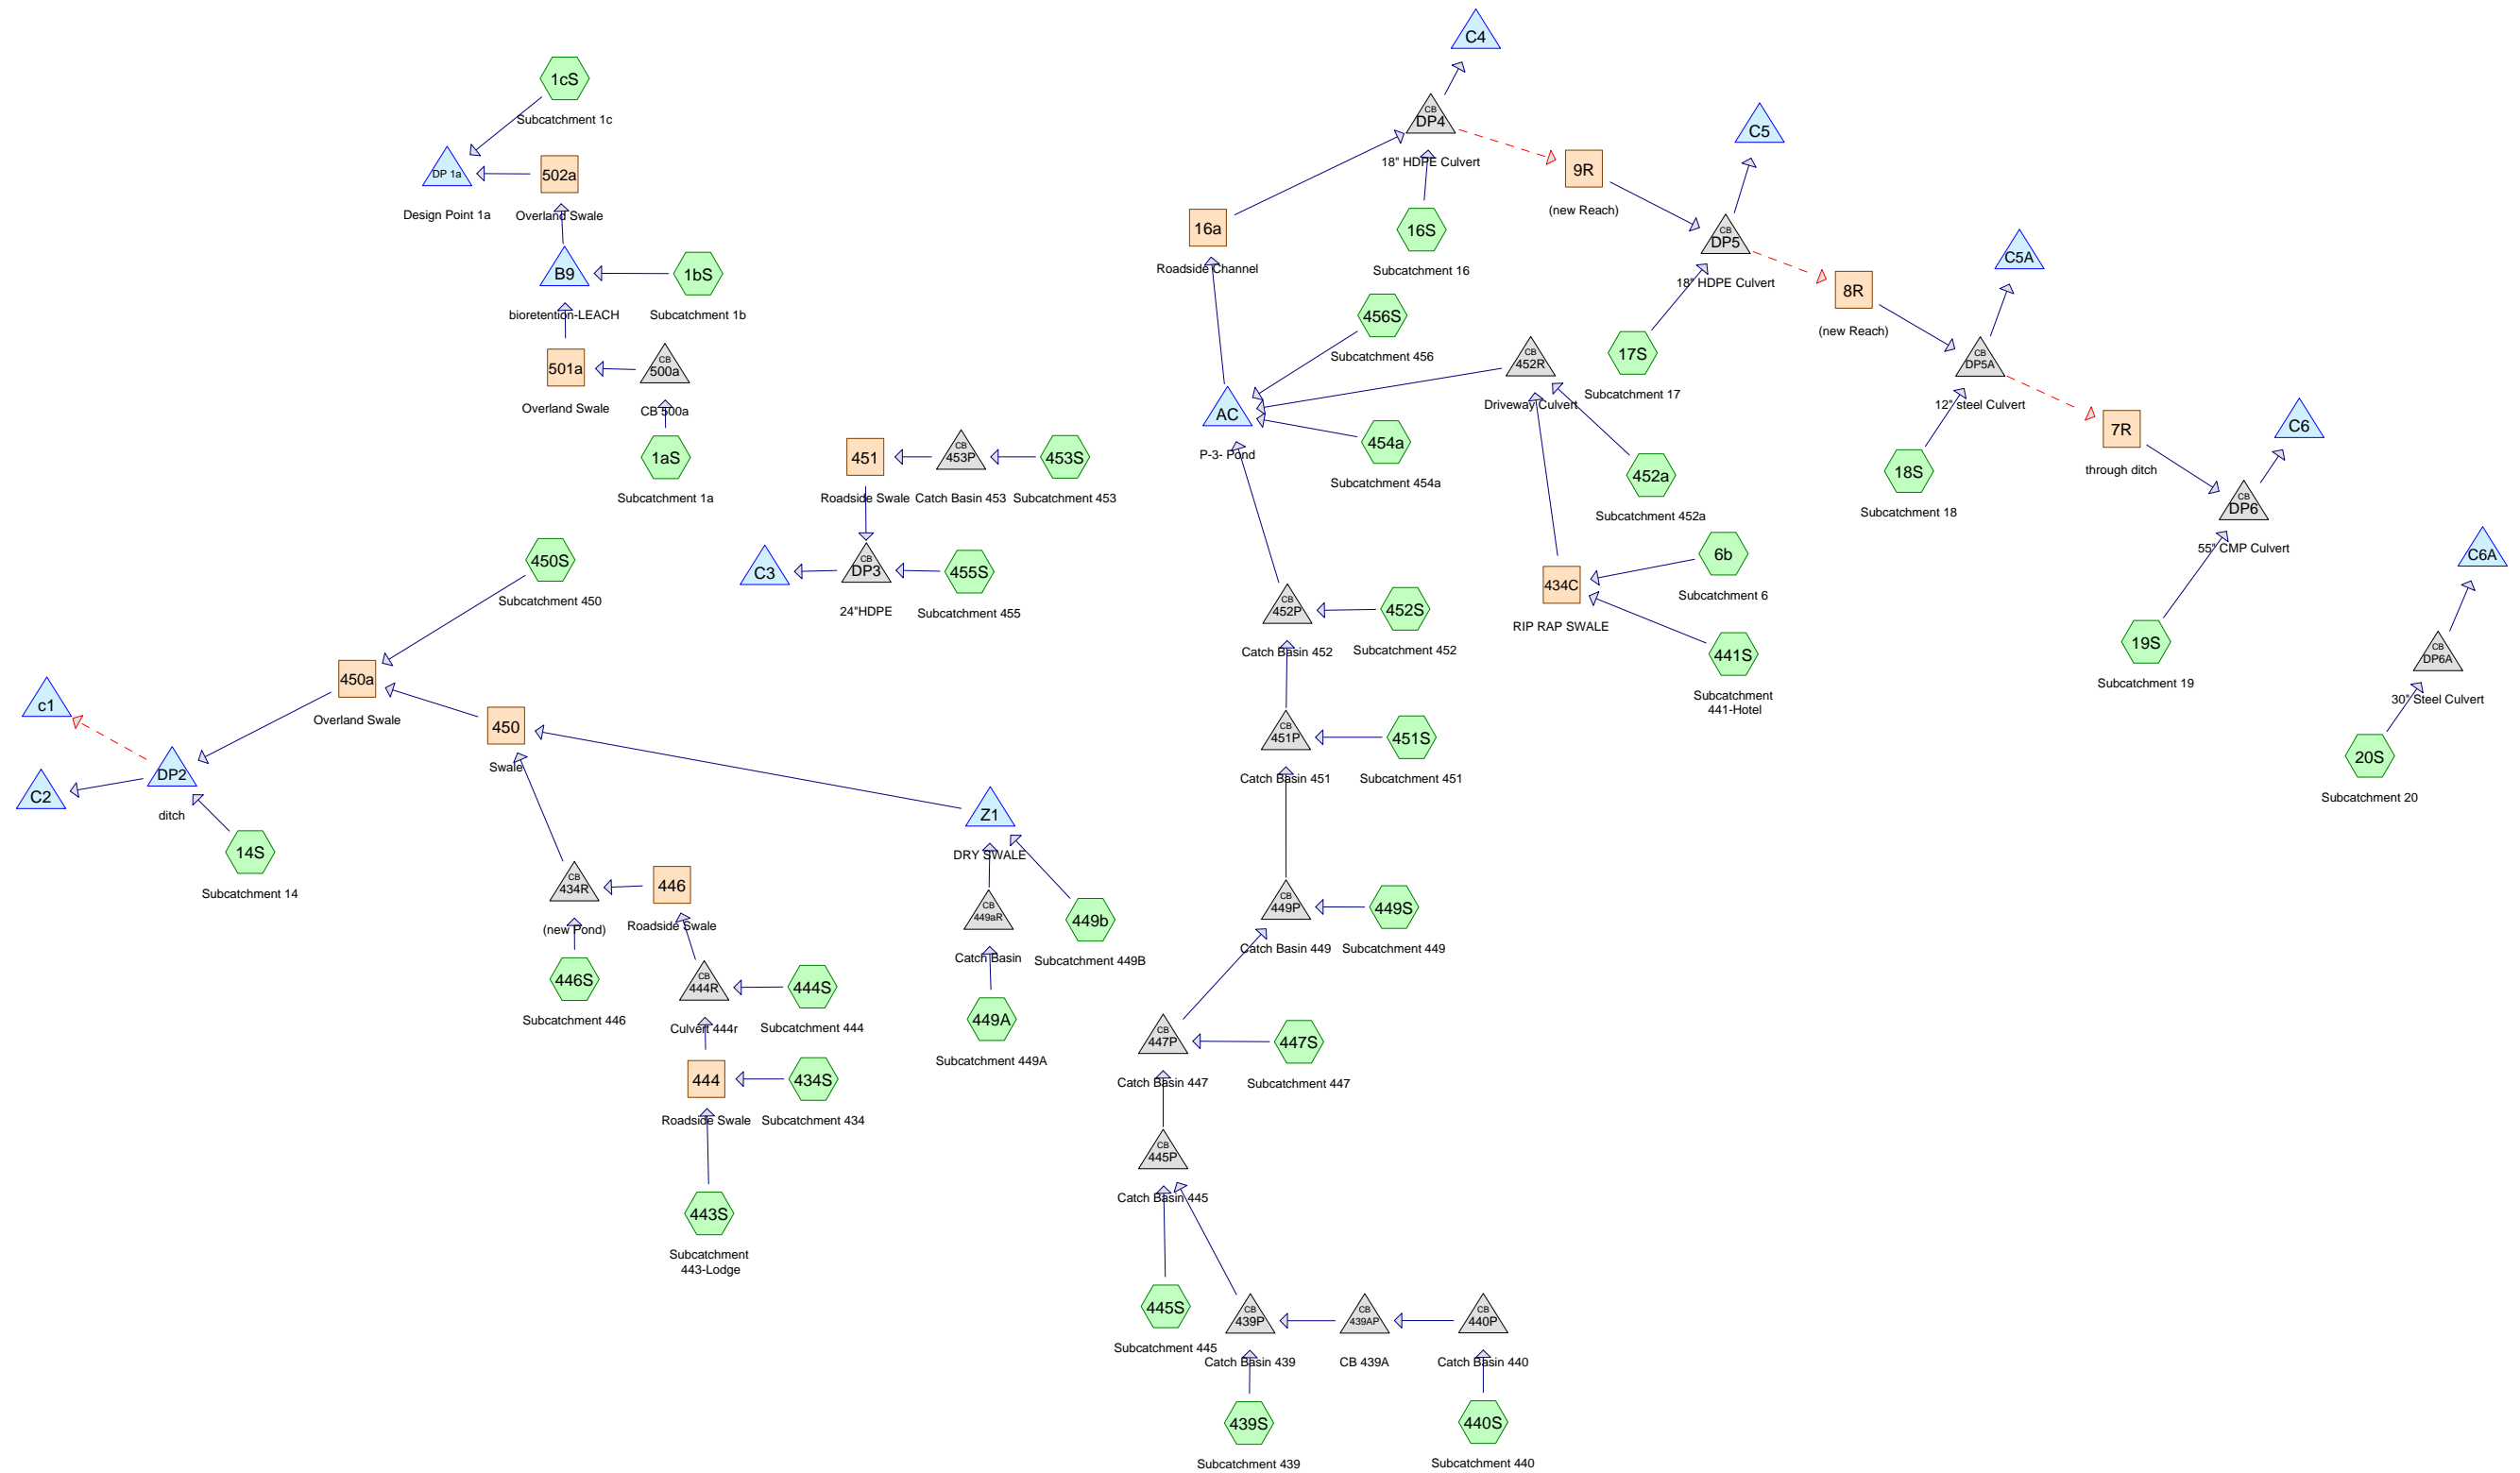 C4
1cS
Subcatchment 1c
CB
DP4
18" HDPE Culvert
C5
DP 1a
Design Point 1a
502a
Overland Swale
9R
(new Reach)
16a
Roadside Channel
16S
Subcatchment 16
CB
DP5
18" HDPE Culvert
C5A
B9
bioretention-LEACH
1bS
Subcatchment 1b
8R
(new Reach)
456S
Subcatchment 456
501a
Overland Swale
CB
500a
CB 500a
CB
452R
Driveway Culvert
17S
Subcatchment 17
CB
DP5A
12" steel Culvert
AC
P-3- Pond
454a
Subcatchment 454a
7R
through ditch
C6
1aS
Subcatchment 1a
451
Roadside Swale
CB
453P
Catch Basin 453
453S
Subcatchment 453
452a
Subcatchment 452a
18S
Subcatchment 18
CB
DP6
55" CMP Culvert
450S
Subcatchment 450
C3
CB
DP3
24"HDPE
455S
Subcatchment 455
6b
Subcatchment 6
434C
RIP RAP SWALE
C6A
CB
452P
Catch Basin 452
452S
Subcatchment 452
441S
Subcatchment
441-Hotel
19S
Subcatchment 19
CB
DP6A
30" Steel Culvert
c1
450a
Overland Swale
450
Swale
CB
451P
Catch Basin 451
451S
Subcatchment 451
20S
Subcatchment 20
C2
DP2
ditch
Z1
DRY SWALE
14S
Subcatchment 14
CB
434R
(new Pond)
446
Roadside Swale
CB
449aR
Catch Basin
449b
Subcatchment 449B
CB
449P
Catch Basin 449
449S
Subcatchment 449
446S
Subcatchment 446
CB
444R
Culvert 444r
444S
Subcatchment 444
449A
Subcatchment 449A
CB
447P
Catch Basin 447
447S
Subcatchment 447
444
Roadside Swale
434S
Subcatchment 434
CB
445P
Catch Basin 445
443S
Subcatchment
443-Lodge
445S
Subcatchment 445
CB
439P
Catch Basin 439
CB
439AP
CB 439A
CB
440P
Catch Basin 440
439S
Subcatchment 439
440S
Subcatchment 440